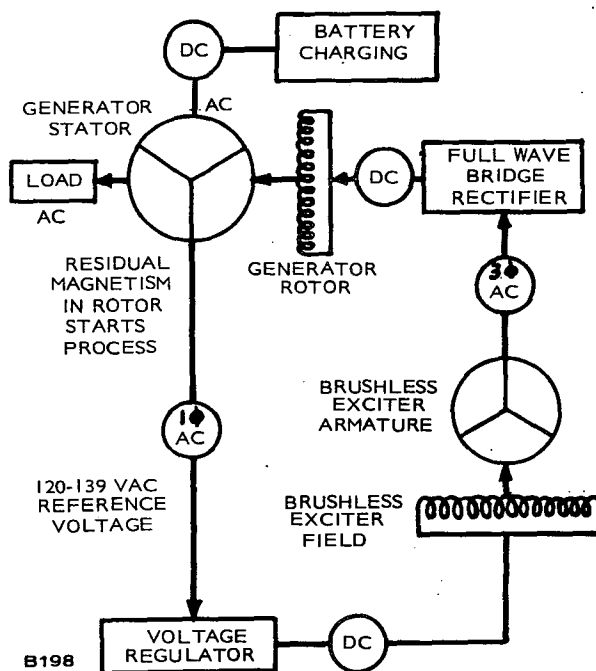 BATTERY
CHARGING
DC
AC
GENERATOR
STATOR
LOAD
AC
DC
FULL WAVE
BRIDGE
RECTIFIER
GENERATOR
ROTOR
RESIDUAL
MAGNETISM
IN ROTOR
STARTS
PROCESS
3ϕ
AC
BRUSHLESS
EXCITER
ARMATURE
1ϕ
AC
120-139 VAC
REFERENCE
VOLTAGE
BRUSHLESS
EXCITER
FIELD
VOLTAGE
REGULATOR
DC
B198